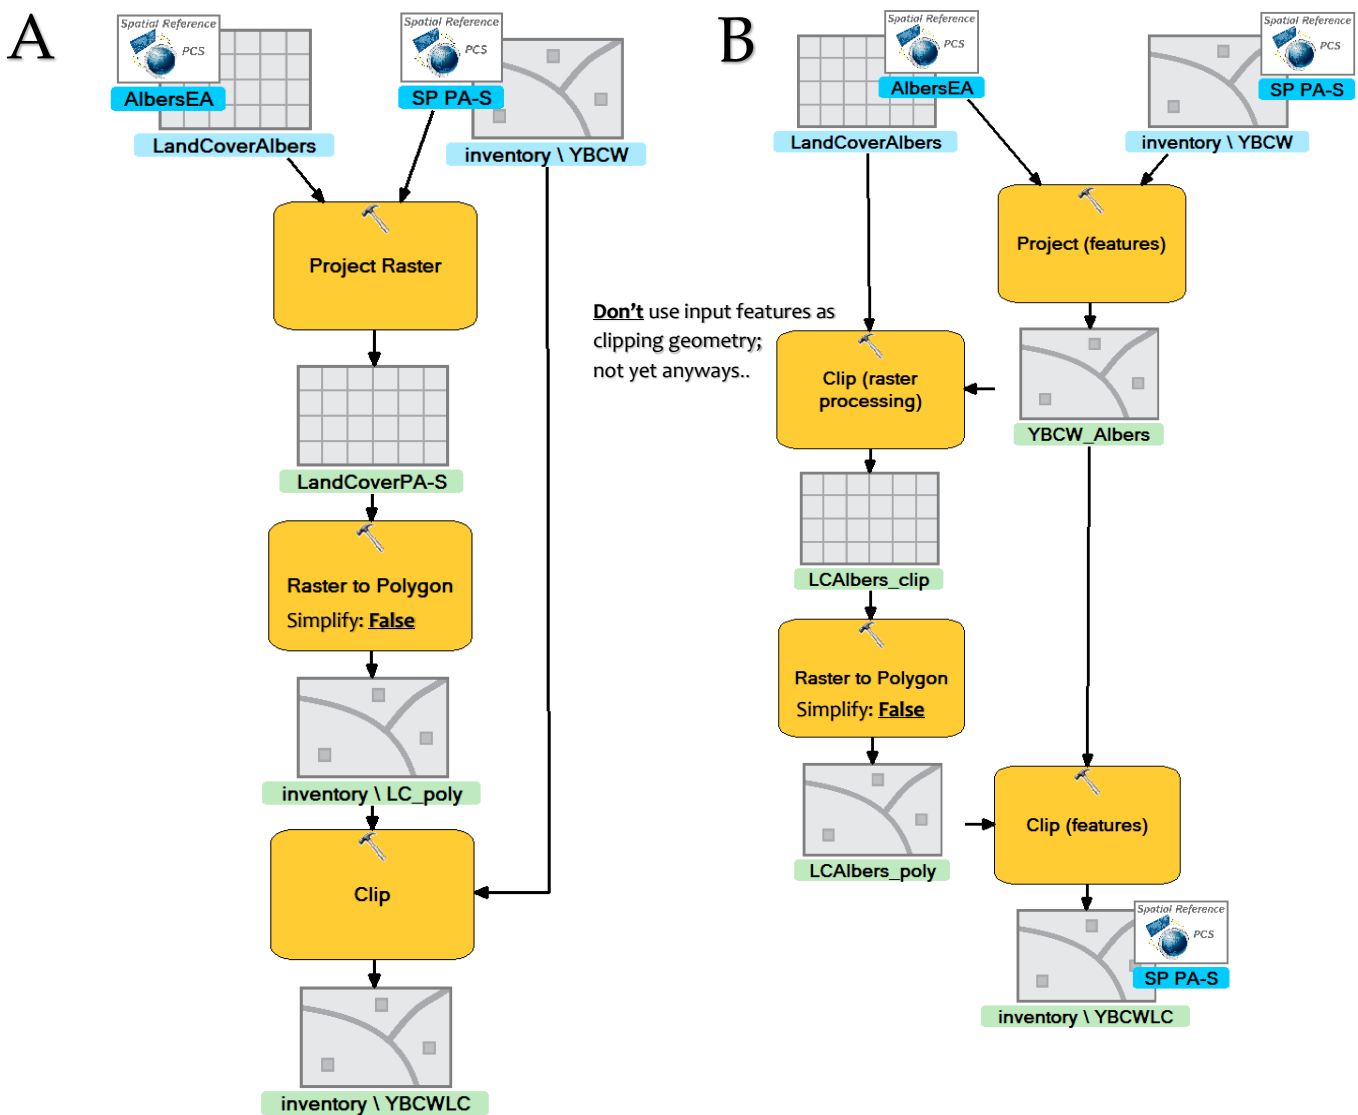 A
Spatial Reference
PCS
AlbersEA
LandCoverAlbers
Spatial Reference
PCS
SP PA-S
inventory \ YBCW
Project Raster
LandCoverPA-S
Raster to Polygon
Simplify: False
inventory \ LC_poly
Clip
inventory \ YBCWLC
B
Spatial Reference
PCS
AlbersEA
LandCoverAlbers
Spatial Reference
PCS
SP PA-S
inventory \ YBCW
Project (features)
Don't use input features as
clipping geometry;
not yet anyways..
Clip (raster
processing)
YBCW_Albers
LCAlbers_clip
Raster to Polygon
Simplify: False
LCAlbers_poly
Clip (features)
Spatial Reference
PCS
SP PA-S
inventory \ YBCWLC